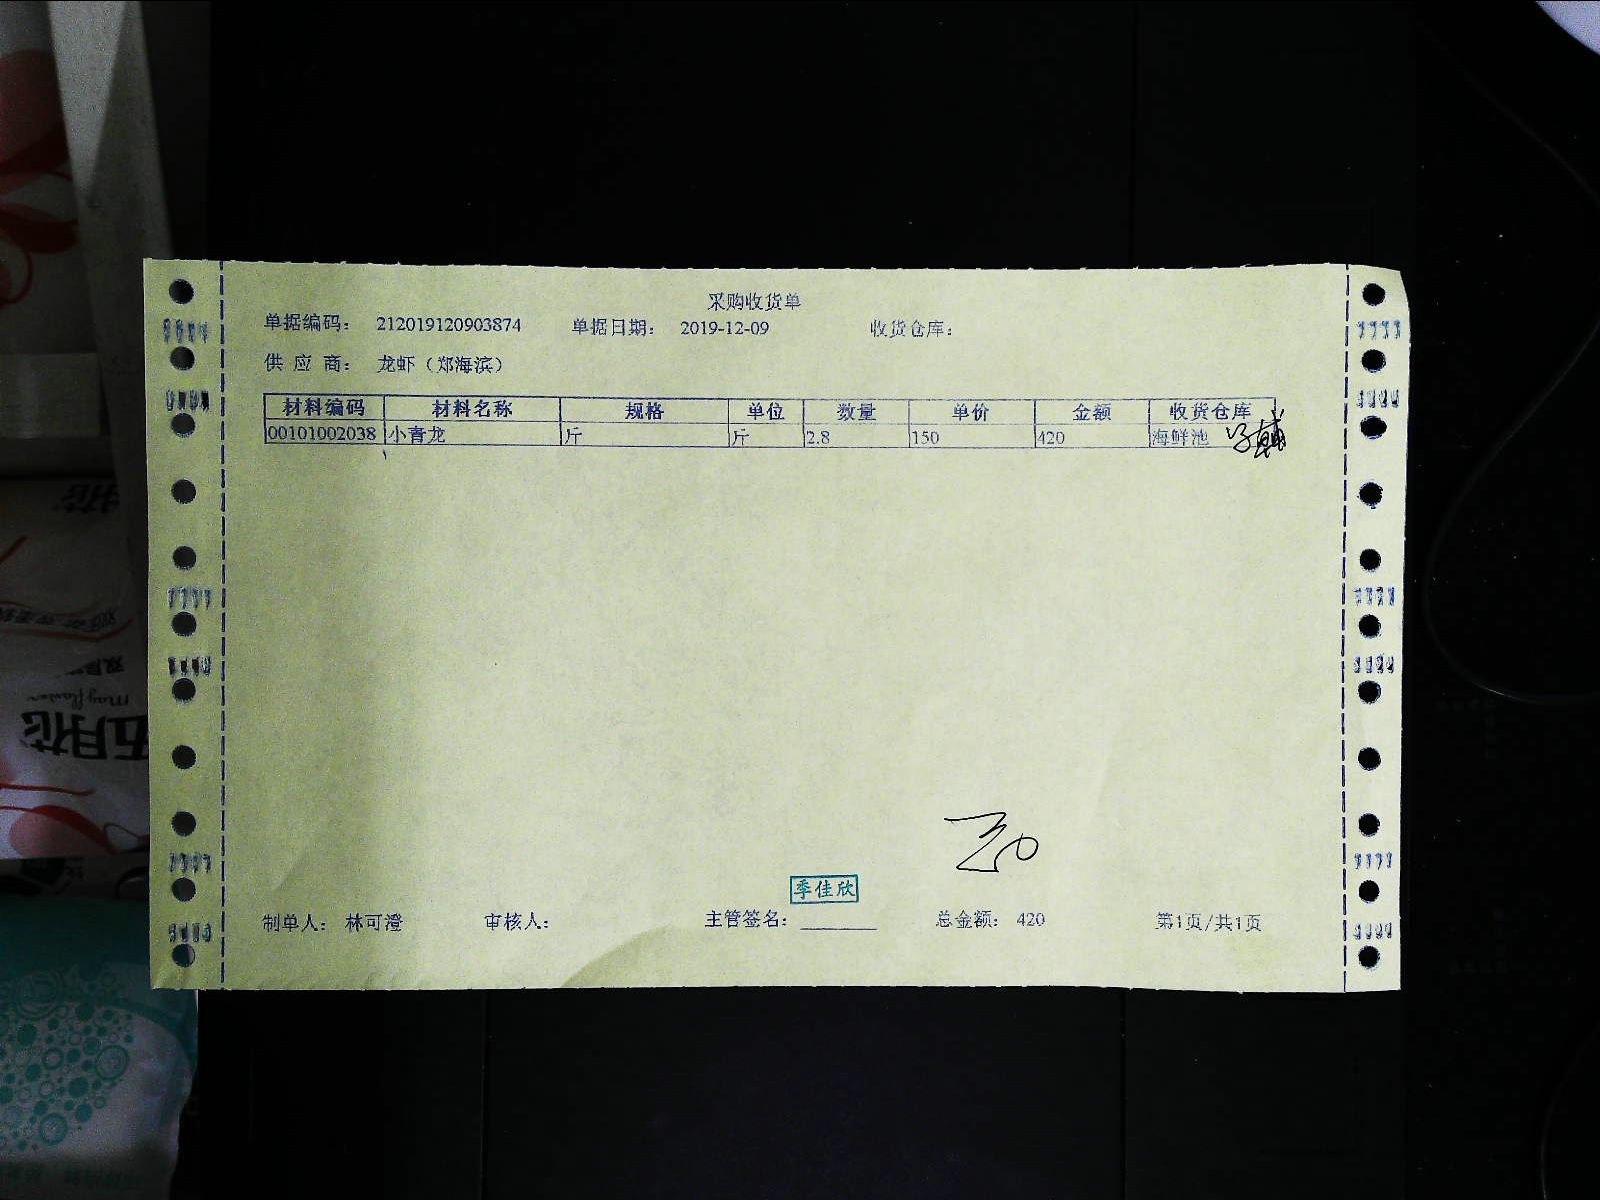 采购收货单
单据编码： 212019120903874 单据日期： 2019-12-09 收货仓库：
供 应 商： 龙虾（郑海滨）
材料编码 材料名称 规格 单位 数量 单价 金额 收货仓库
00101002038 小青龙 斤 斤 2.8 150 420 海鲜池
季佳欣
制单人： 林可澄 审核人： 主管签名： 总金额： 420 第1页/共1页
mayflower
五月花